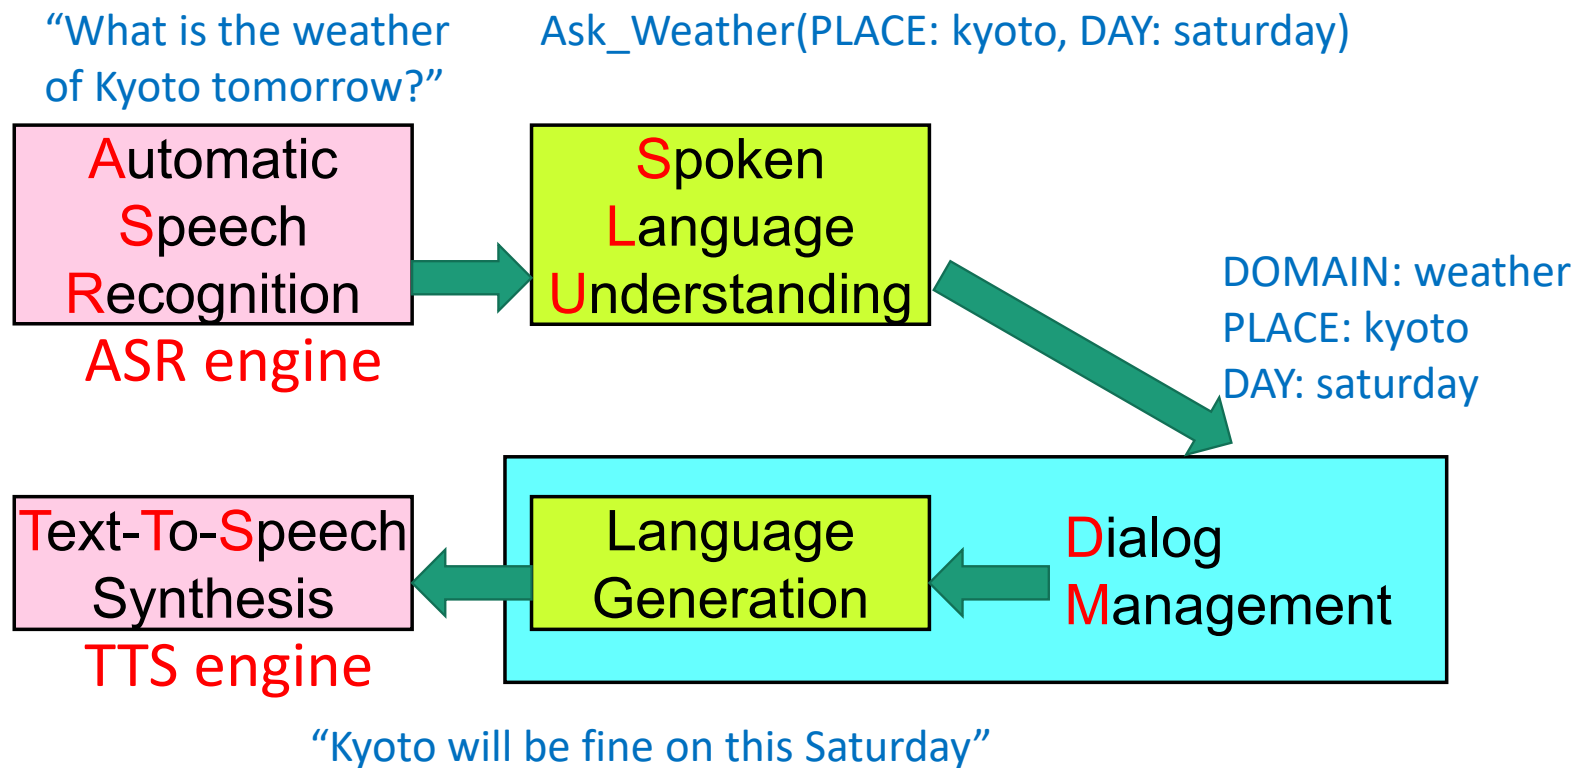 “What is the weather
of Kyoto tomorrow?”
Ask_Weather(PLACE: kyoto, DAY: saturday)
Automatic
Speech
Recognition
ASR engine
Spoken
Language
Understanding
DOMAIN: weather
PLACE: kyoto
DAY: saturday
Text-To-Speech
Synthesis
TTS engine
Language
Generation
Dialog
Management
“Kyoto will be fine on this Saturday”